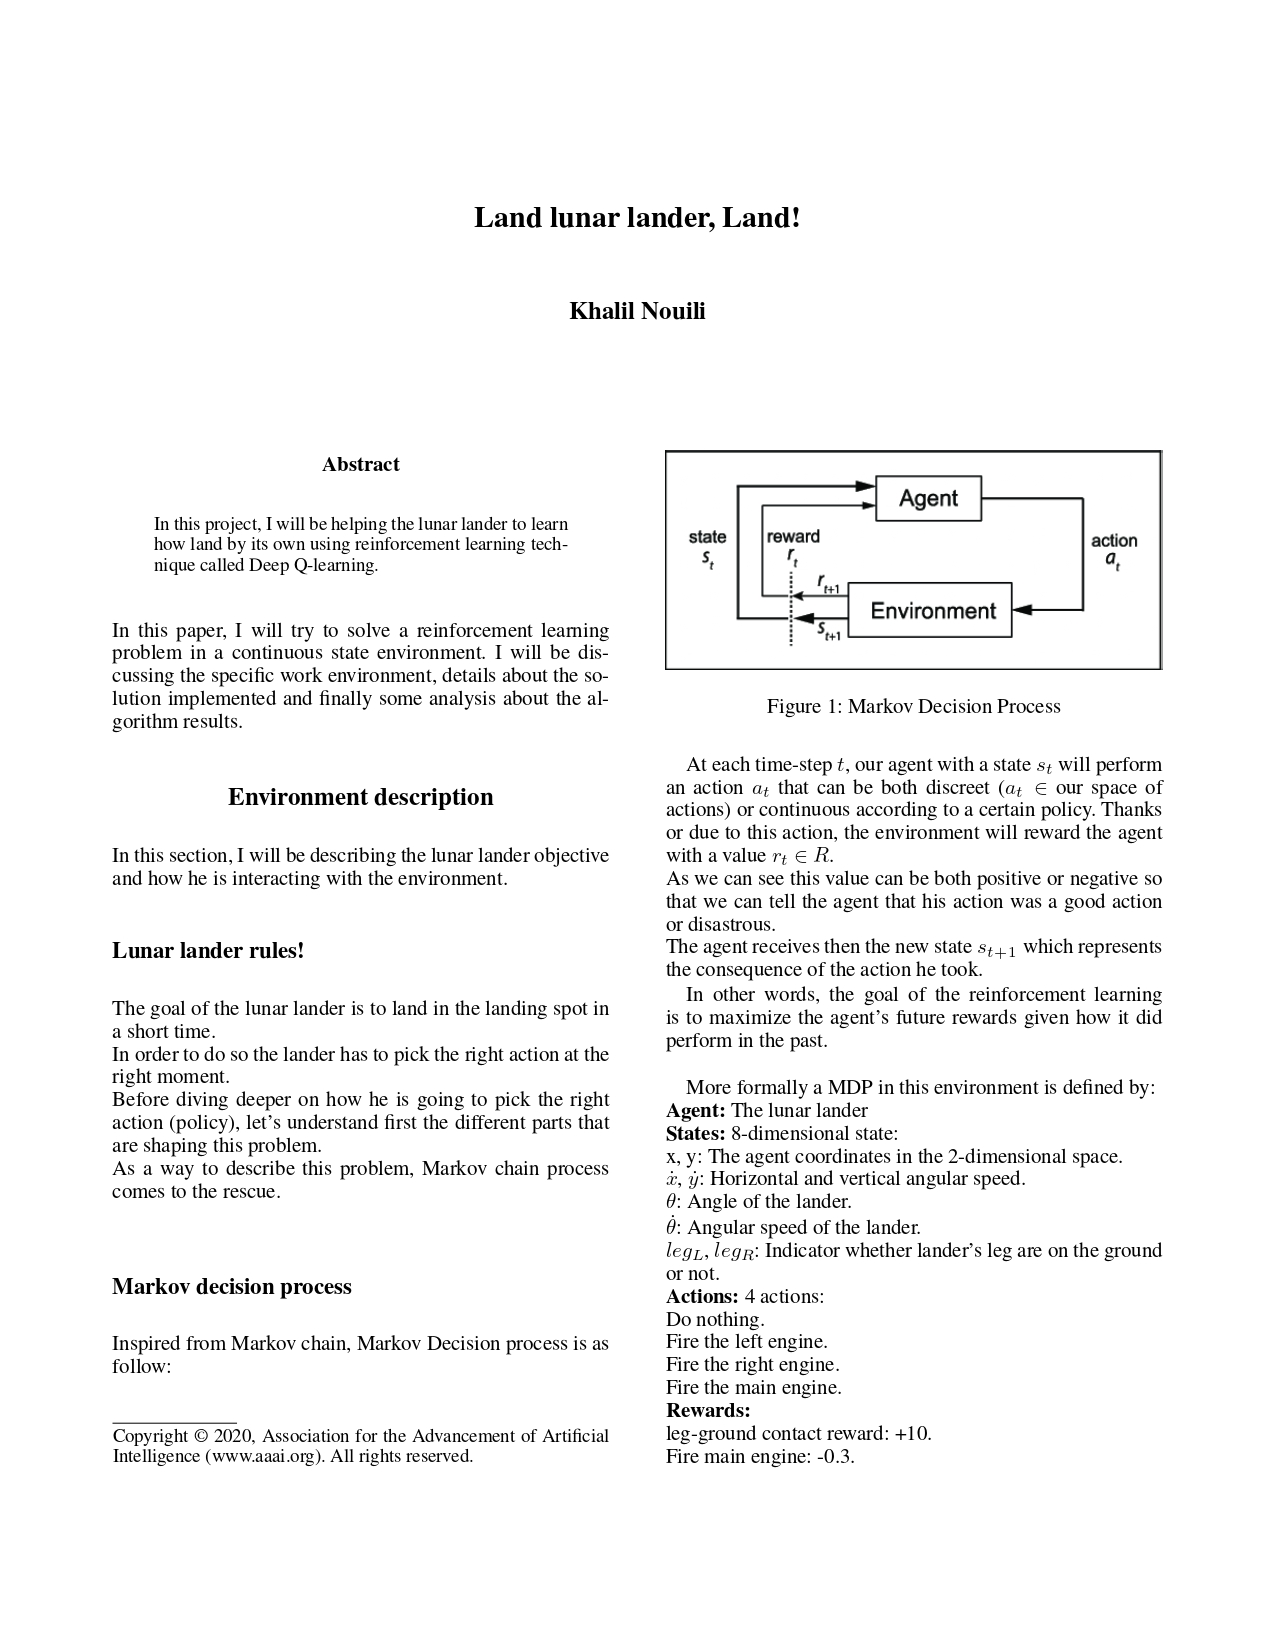 Land lunar lander, Land!
Khalil Nouili
Abstract
In this project, I will be helping the lunar lander to learn
how land by its own using reinforcement learning tech-
nique called Deep Q-learning.
In this paper, I will try to solve a reinforcement learning
problem in a continuous state environment. I will be dis-
cussing the specific work environment, details about the so-
lution implemented and finally some analysis about the al-
gorithm results.
Environment description
In this section, I will be describing the lunar lander objective
and how he is interacting with the environment.
Lunar lander rules!
The goal of the lunar lander is to land in the landing spot in
a short time.
In order to do so the lander has to pick the right action at the
right moment.
Before diving deeper on how he is going to pick the right
action (policy), let's understand first the different parts that
are shaping this problem.
As a way to describe this problem, Markov chain process
comes to the rescue.
Markov decision process
Inspired from Markov chain, Markov Decision process is as
follow:
Copyright © 2020, Association for the Advancement of Artificial
Intelligence (www.aaai.org). All rights reserved.
Agent
state
s_t
reward
r_t
action
a_t
r_{t+1}
Environment
s_{t+1}
Figure 1: Markov Decision Process
At each time-step t, our agent with a state s_t will perform
an action a_t that can be both discreet (a_t ∈ our space of
actions) or continuous according to a certain policy. Thanks
or due to this action, the environment will reward the agent
with a value r_t ∈ R.
As we can see this value can be both positive or negative so
that we can tell the agent that his action was a good action
or disastrous.
The agent receives then the new state s_{t+1} which represents
the consequence of the action he took.
In other words, the goal of the reinforcement learning
is to maximize the agent's future rewards given how it did
perform in the past.
More formally a MDP in this environment is defined by:
Agent: The lunar lander
States: 8-dimensional state:
x, y: The agent coordinates in the 2-dimensional space.
ẋ, ẏ: Horizontal and vertical angular speed.
θ: Angle of the lander.
θ̇: Angular speed of the lander.
leg_L, leg_R: Indicator whether lander's leg are on the ground
or not.
Actions: 4 actions:
Do nothing.
Fire the left engine.
Fire the right engine.
Fire the main engine.
Rewards:
leg-ground contact reward: +10.
Fire main engine: -0.3.